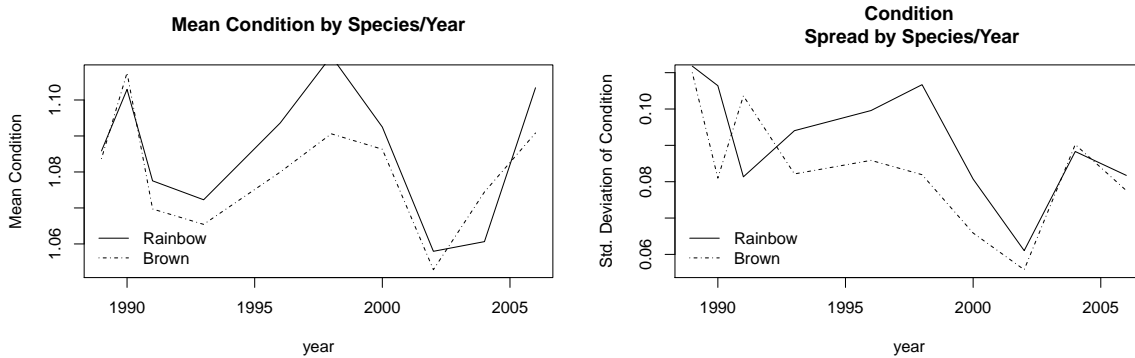 Mean Condition by Species/Year
Mean Condition
1.10
1.08
1.06
Rainbow
Brown
1990
1995
2000
2005
year
Condition
Spread by Species/Year
Std. Deviation of Condition
0.10
0.08
0.06
Rainbow
Brown
1990
1995
2000
2005
year